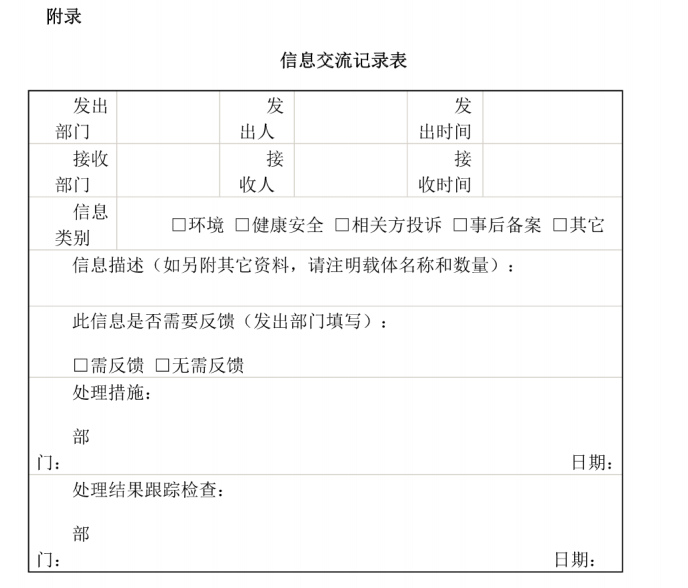 附录
信息交流记录表
发出 发 发
部门 出人 出时间
接收 接 接
部门 收人 收时间
信息
类别 □环境 □健康安全 □相关方投诉 □事后备案 □其它
信息描述（如另附其它资料，请注明载体名称和数量）：
此信息是否需要反馈（发出部门填写）：
□需反馈 □无需反馈
处理措施：
部
门： 日期：
处理结果跟踪检查：
部
门： 日期：